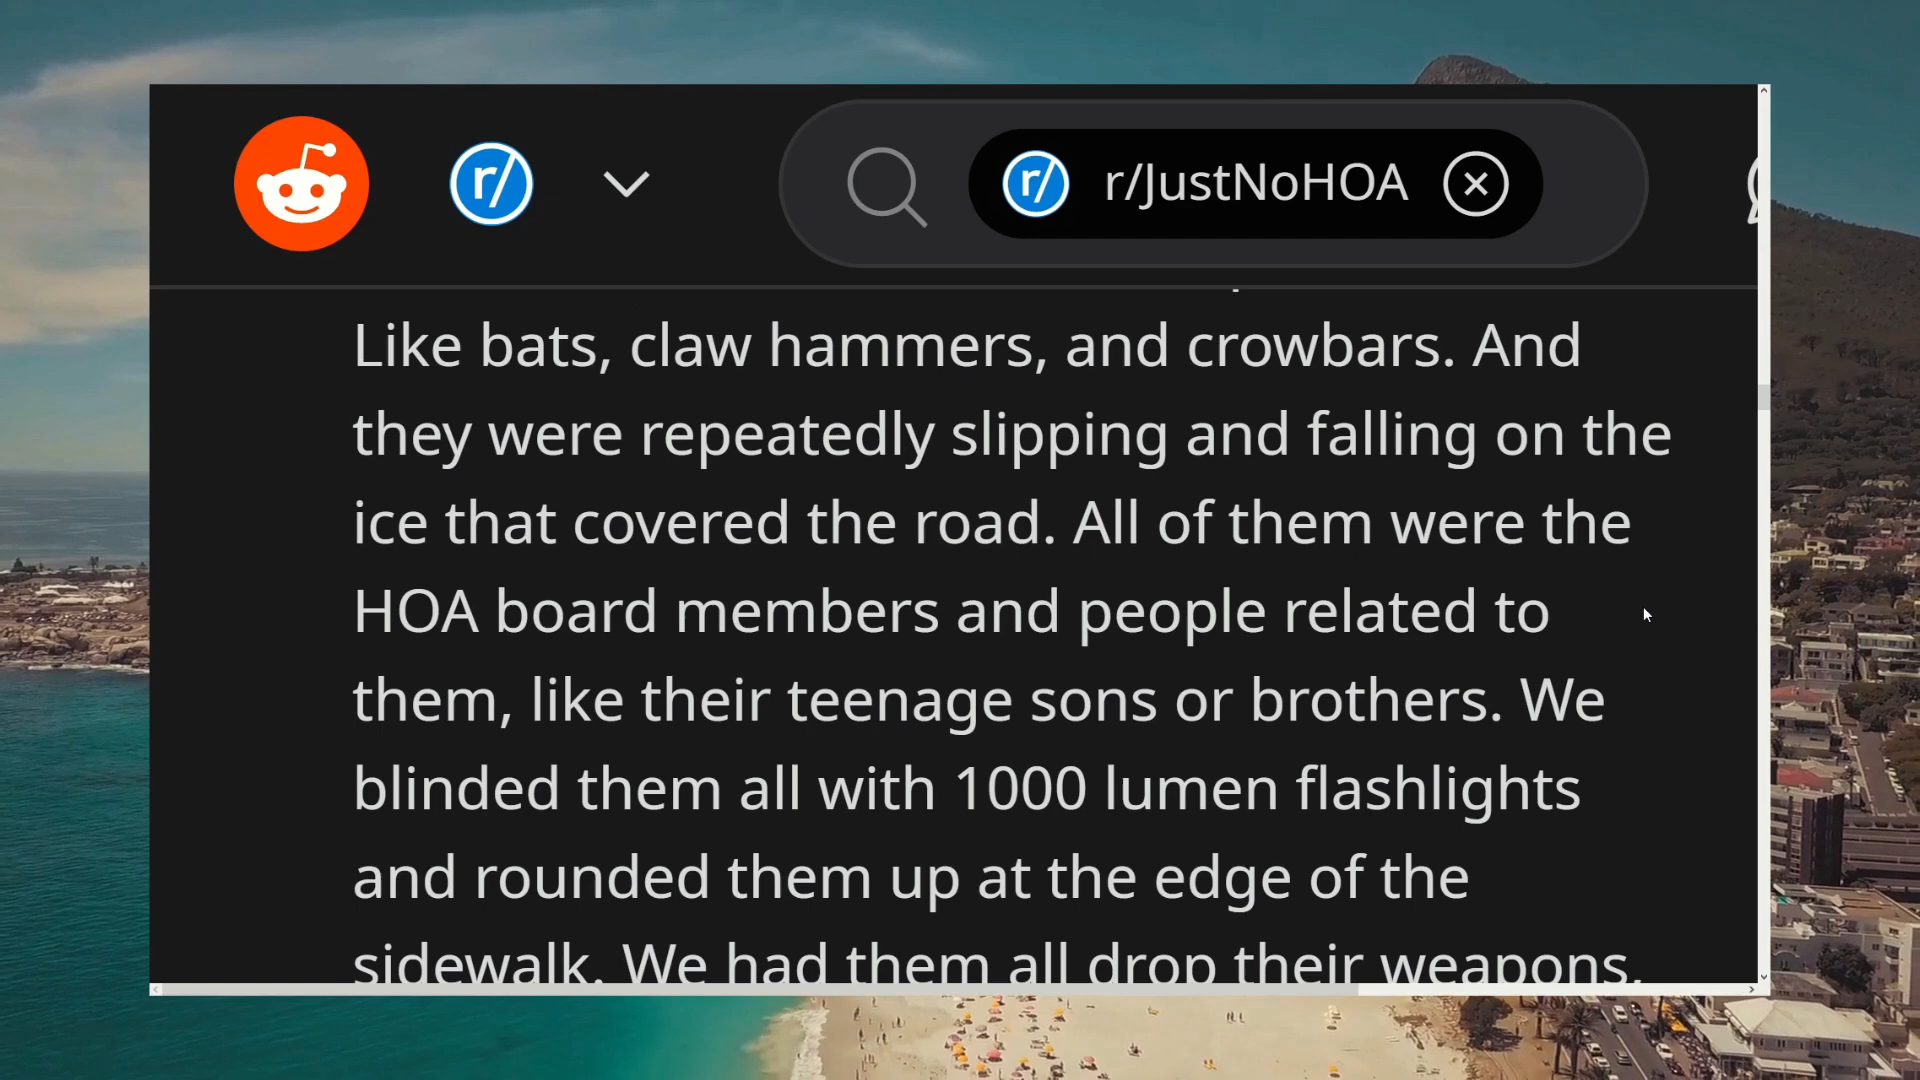 r/
r/ r/JustNoHOA
Like bats, claw hammers, and crowbars. And
they were repeatedly slipping and falling on the
ice that covered the road. All of them were the
HOA board members and people related to
them, like their teenage sons or brothers. We
blinded them all with 1000 lumen flashlights
and rounded them up at the edge of the
sidewalk. We had them all drop their weapons,